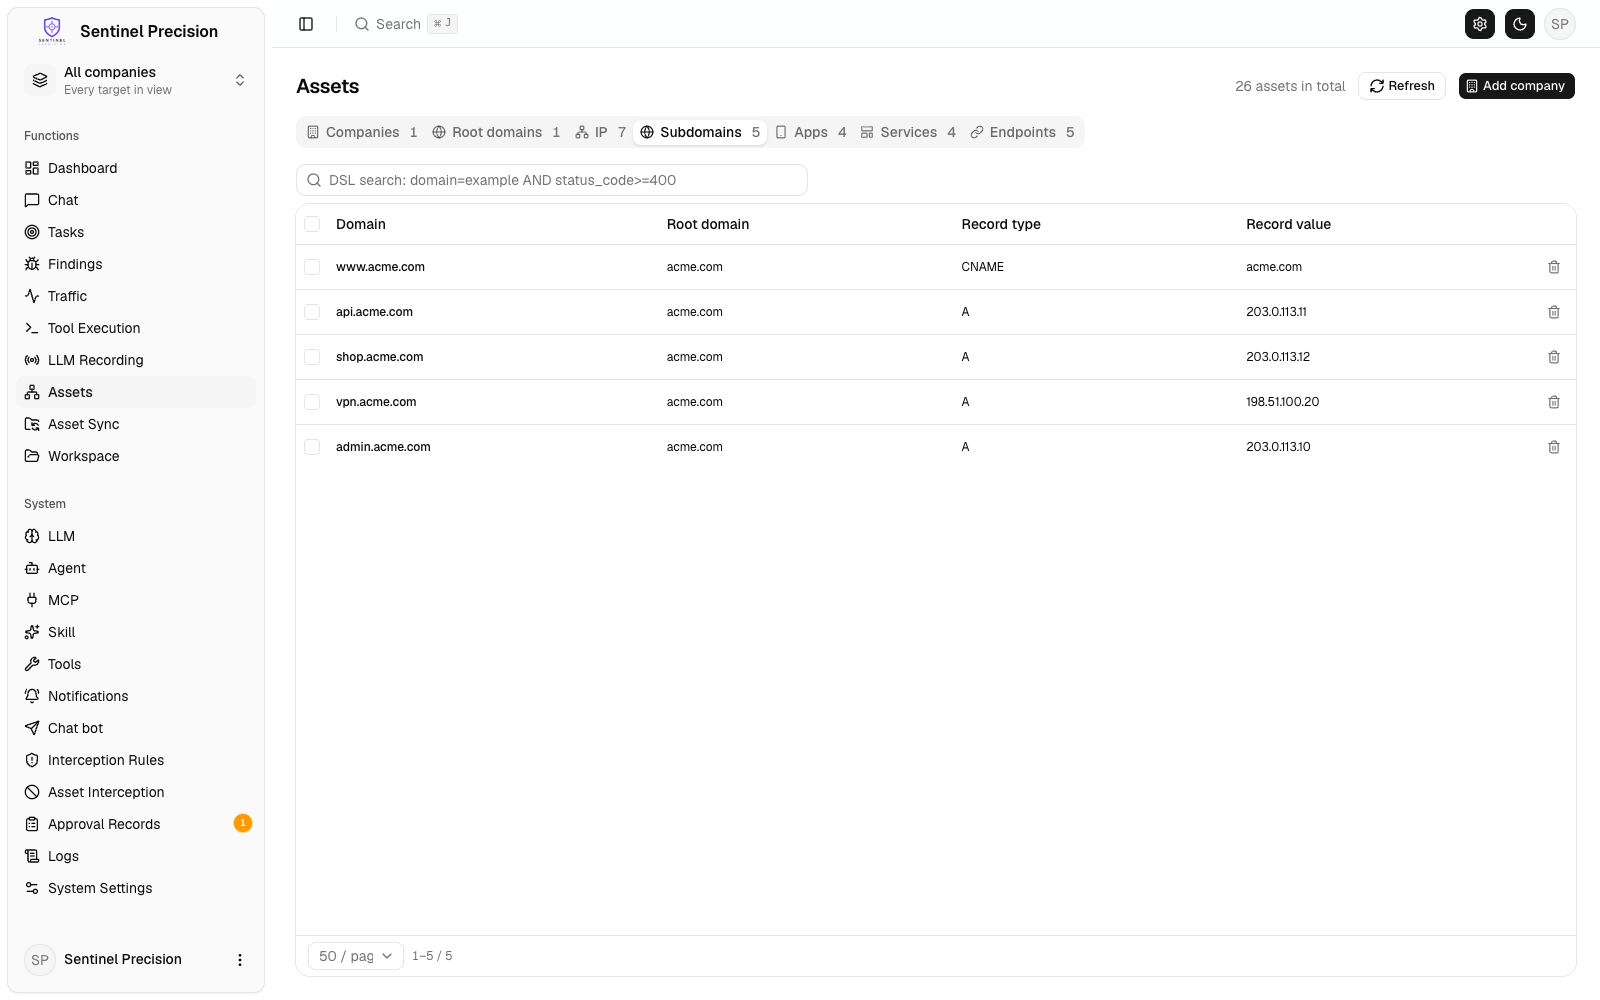 Sentinel Precision
All companies
Every target in view
Functions
Dashboard
Chat
Tasks
Findings
Traffic
Tool Execution
LLM Recording
Assets
Asset Sync
Workspace
System
LLM
Agent
MCP
Skill
Tools
Notifications
Chat bot
Interception Rules
Asset Interception
Approval Records 1
Logs
System Settings
SP Sentinel Precision
Search ⌘ J
SP
Assets
26 assets in total Refresh Add company
Companies 1 Root domains 1 IP 7 Subdomains 5 Apps 4 Services 4 Endpoints 5
DSL search: domain=example AND status_code>=400
Domain Root domain Record type Record value
www.acme.com acme.com CNAME acme.com
api.acme.com acme.com A 203.0.113.11
shop.acme.com acme.com A 203.0.113.12
vpn.acme.com acme.com A 198.51.100.20
admin.acme.com acme.com A 203.0.113.10
50 / pag 1–5 / 5